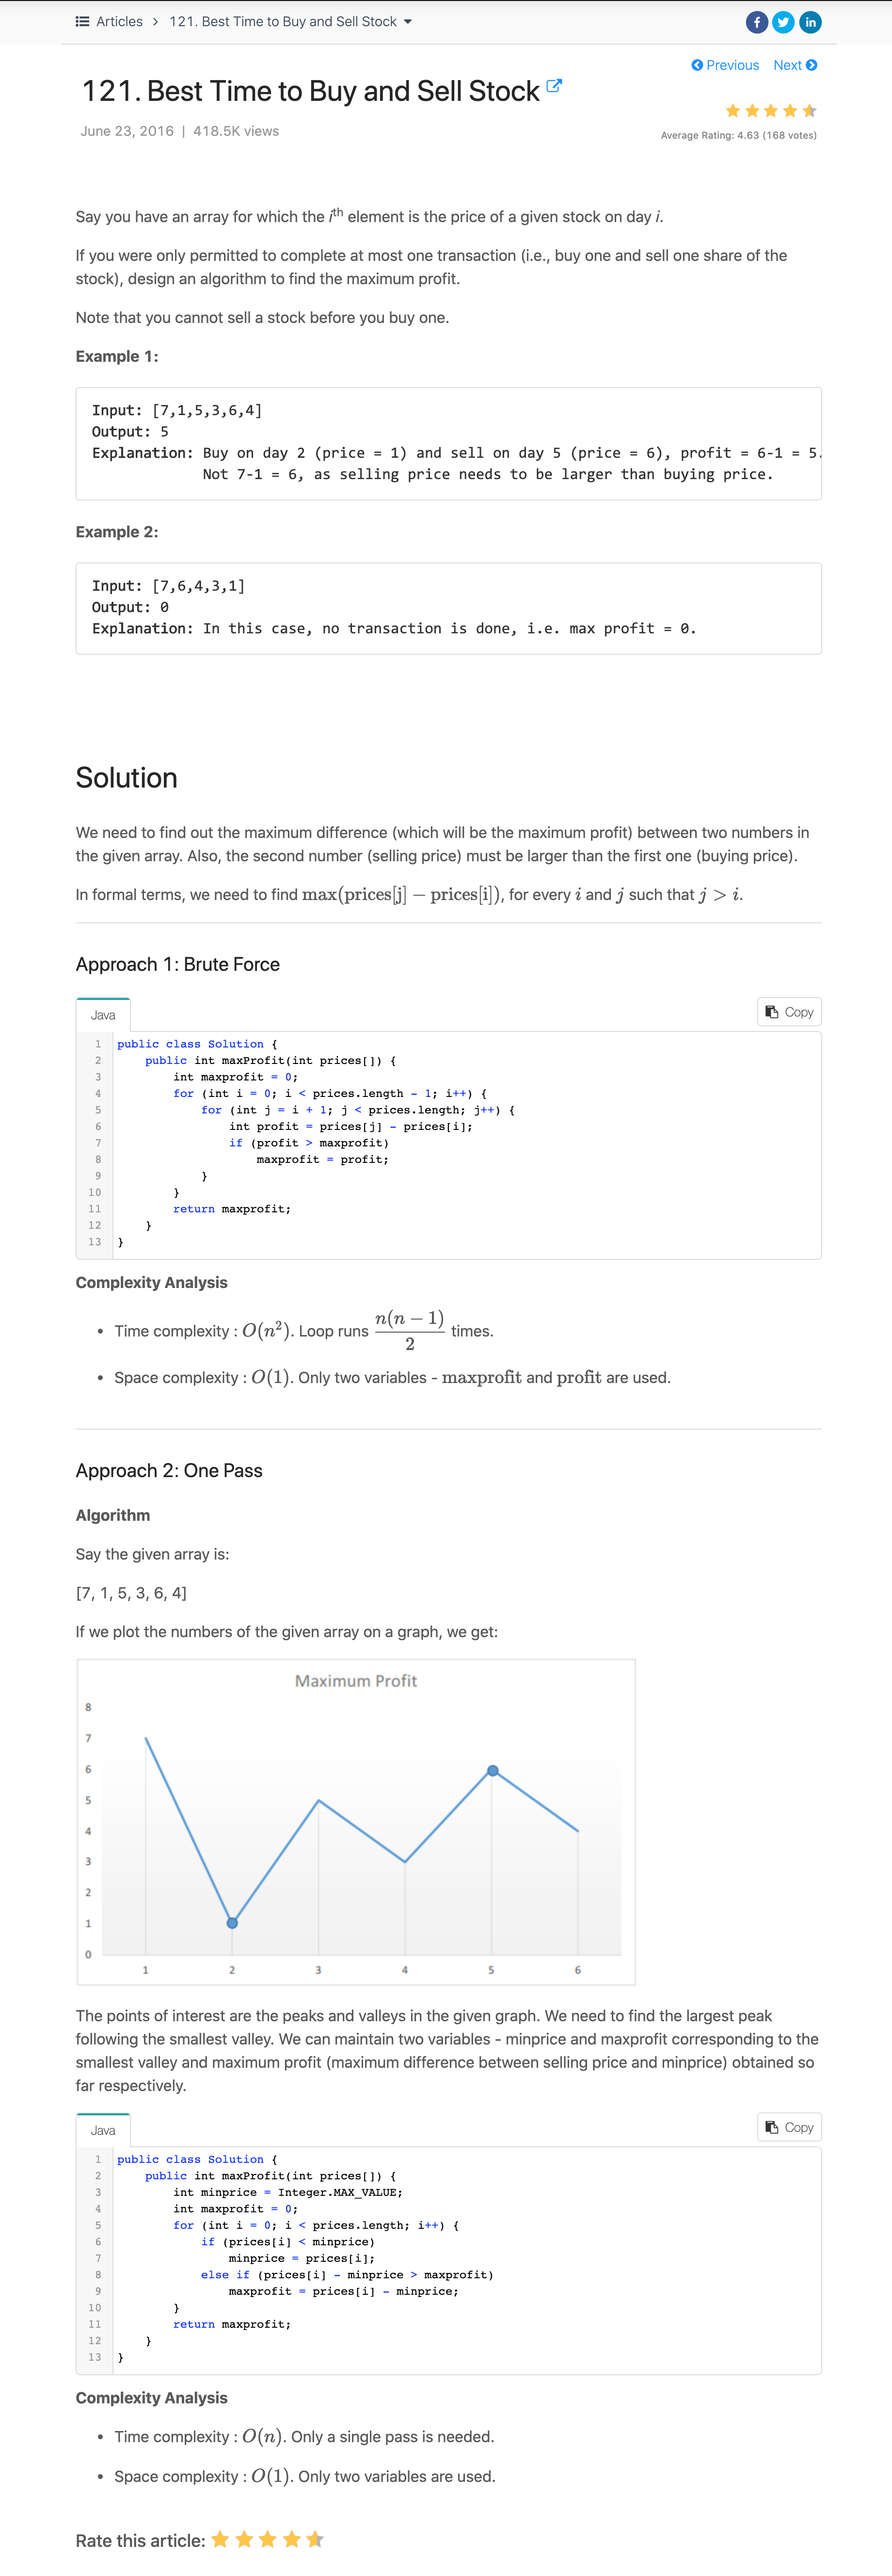 Articles > 121. Best Time to Buy and Sell Stock
Previous Next
121. Best Time to Buy and Sell Stock
June 23, 2016 | 418.5K views
Average Rating: 4.63 (168 votes)
Say you have an array for which the ith element is the price of a given stock on day i.
If you were only permitted to complete at most one transaction (i.e., buy one and sell one share of the
stock), design an algorithm to find the maximum profit.
Note that you cannot sell a stock before you buy one.
Example 1:
Input: [7,1,5,3,6,4]
Output: 5
Explanation: Buy on day 2 (price = 1) and sell on day 5 (price = 6), profit = 6-1 = 5.
Not 7-1 = 6, as selling price needs to be larger than buying price.
Example 2:
Input: [7,6,4,3,1]
Output: 0
Explanation: In this case, no transaction is done, i.e. max profit = 0.
Solution
We need to find out the maximum difference (which will be the maximum profit) between two numbers in
the given array. Also, the second number (selling price) must be larger than the first one (buying price).
In formal terms, we need to find max(prices[j] − prices[i]), for every i and j such that j > i.
Approach 1: Brute Force
Java Copy
1 public class Solution {
2 public int maxProfit(int prices[]) {
3 int maxprofit = 0;
4 for (int i = 0; i < prices.length - 1; i++) {
5 for (int j = i + 1; j < prices.length; j++) {
6 int profit = prices[j] - prices[i];
7 if (profit > maxprofit)
8 maxprofit = profit;
9 }
10 }
11 return maxprofit;
12 }
13 }
Complexity Analysis
• Time complexity : O(n²). Loop runs n(n − 1)/2 times.
• Space complexity : O(1). Only two variables - maxprofit and profit are used.
Approach 2: One Pass
Algorithm
Say the given array is:
[7, 1, 5, 3, 6, 4]
If we plot the numbers of the given array on a graph, we get:
Maximum Profit
8
7
6
5
4
3
2
1
0
1 2 3 4 5 6
The points of interest are the peaks and valleys in the given graph. We need to find the largest peak
following the smallest valley. We can maintain two variables - minprice and maxprofit corresponding to the
smallest valley and maximum profit (maximum difference between selling price and minprice) obtained so
far respectively.
Java Copy
1 public class Solution {
2 public int maxProfit(int prices[]) {
3 int minprice = Integer.MAX_VALUE;
4 int maxprofit = 0;
5 for (int i = 0; i < prices.length; i++) {
6 if (prices[i] < minprice)
7 minprice = prices[i];
8 else if (prices[i] - minprice > maxprofit)
9 maxprofit = prices[i] - minprice;
10 }
11 return maxprofit;
12 }
13 }
Complexity Analysis
• Time complexity : O(n). Only a single pass is needed.
• Space complexity : O(1). Only two variables are used.
Rate this article: